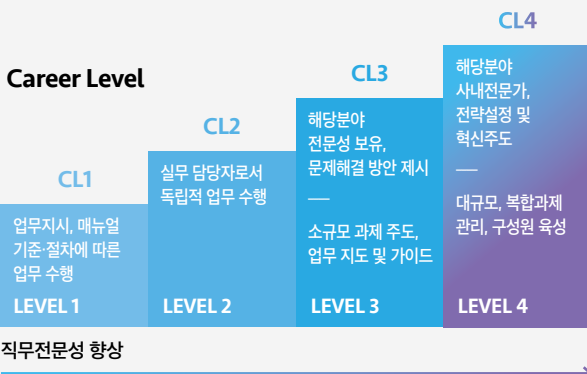 Career Level
CL1
업무지시, 매뉴얼
기준·절차에 따른
업무 수행
LEVEL 1
CL2
실무 담당자로서
독립적 업무 수행
LEVEL 2
CL3
해당분야
전문성 보유,
문제해결 방안 제시
소규모 과제 주도,
업무 지도 및 가이드
LEVEL 3
CL4
해당분야
사내전문가,
전략설정 및
혁신주도
대규모, 복합과제
관리, 구성원 육성
LEVEL 4
직무전문성 향상